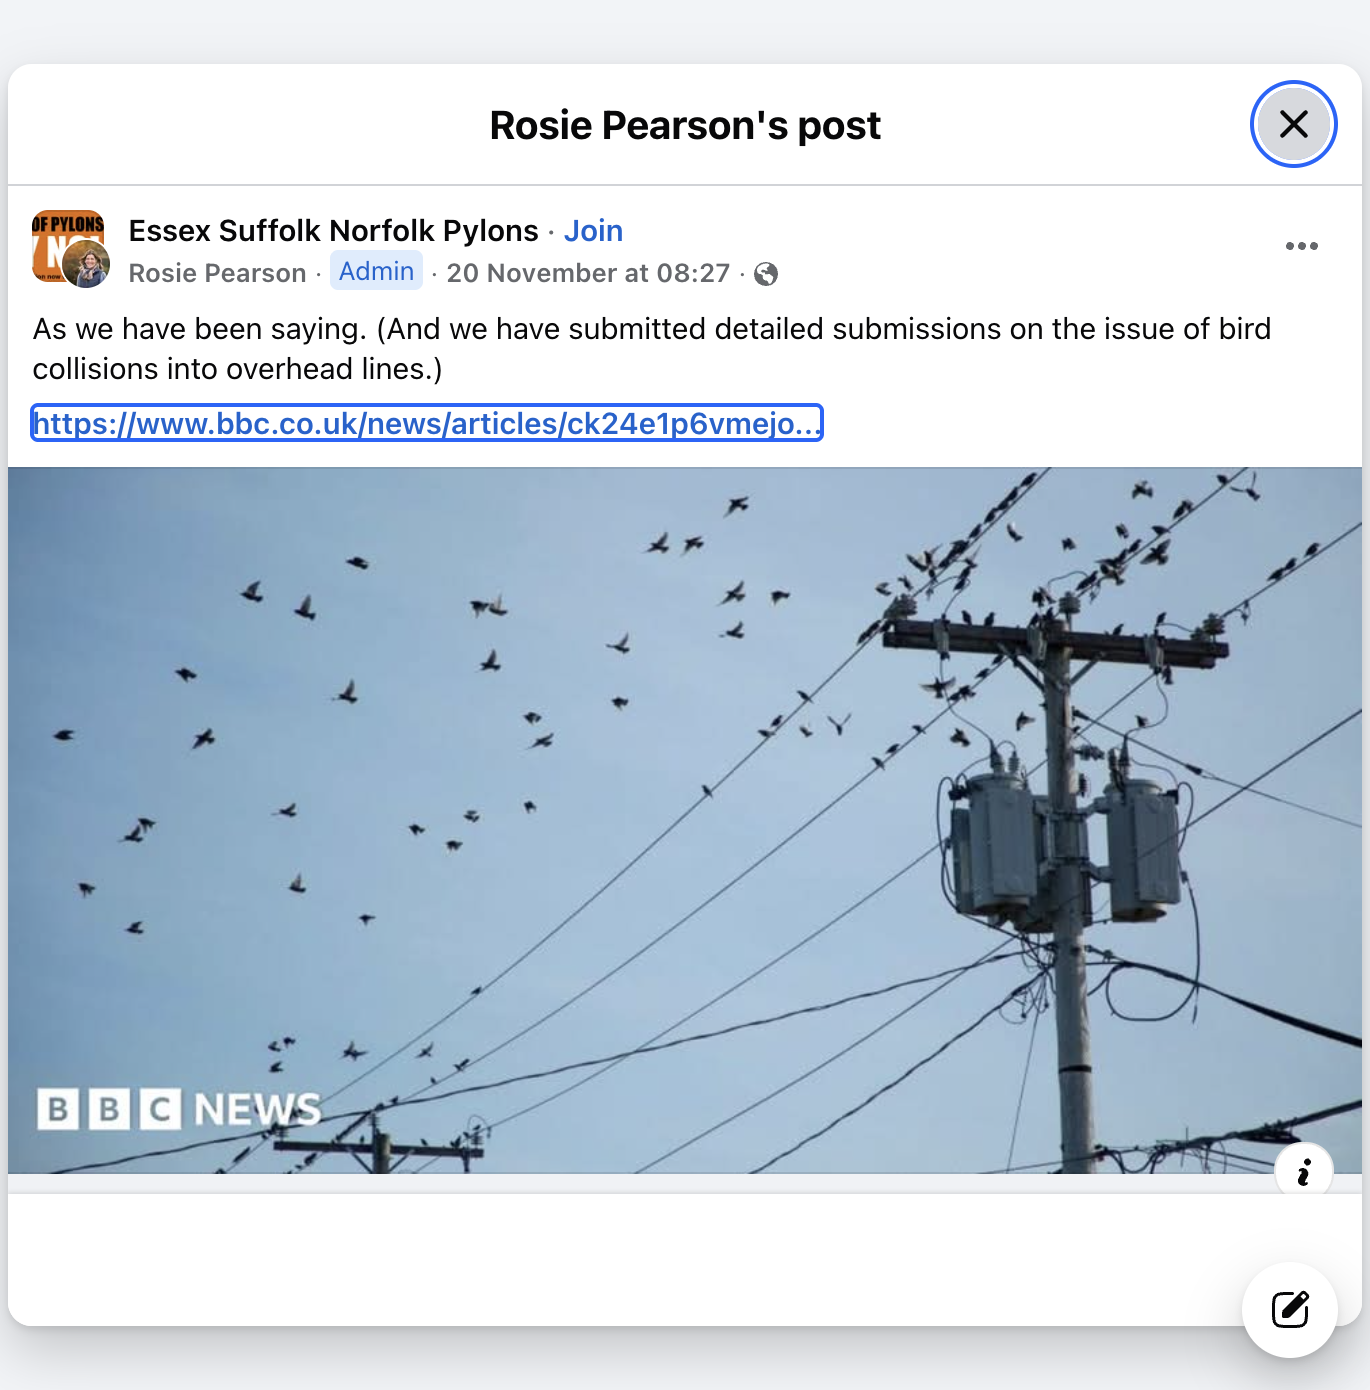 Rosie Pearson's post
OF PYLONS
Essex Suffolk Norfolk Pylons · Join
Rosie Pearson · Admin · 20 November at 08:27 ·
As we have been saying. (And we have submitted detailed submissions on the issue of bird
collisions into overhead lines.)
https://www.bbc.co.uk/news/articles/ck24e1p6vmejo...
BBC NEWS